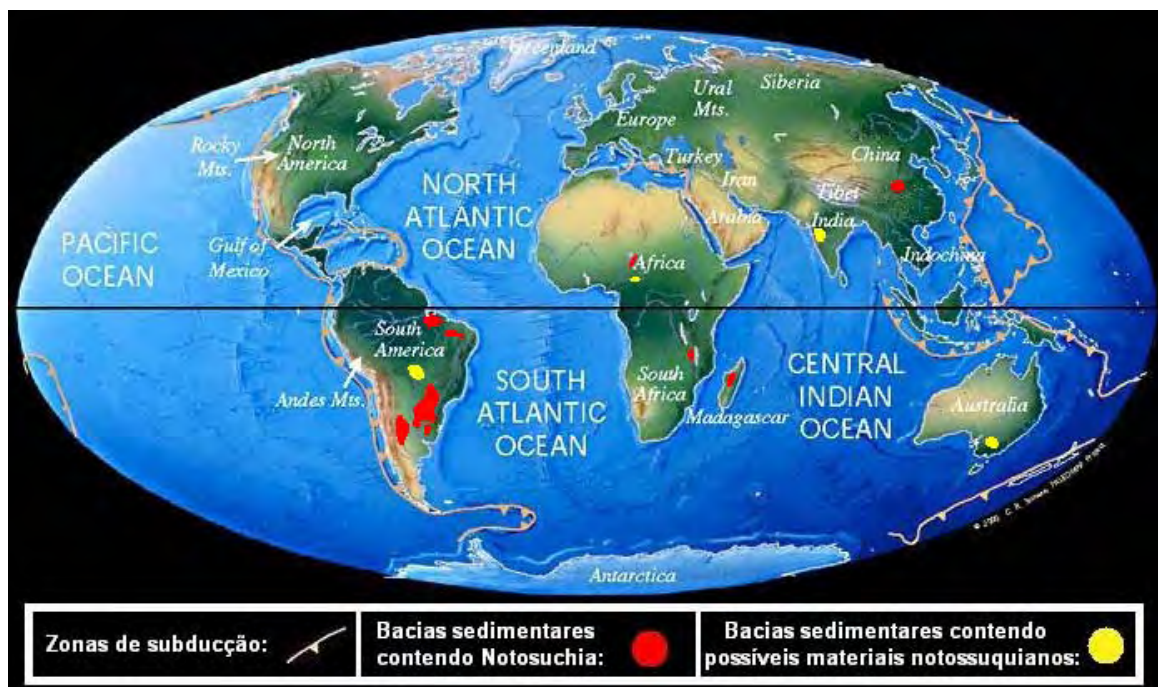 Greenland
Siberia
Ural
Mts.
Europe
Rocky
Mts.
North
America
China
Turkey
Iran
Tibet
NORTH
ATLANTIC
OCEAN
Arabia
India
PACIFIC
OCEAN
Gulf of
Mexico
Indochina
Africa
South
America
CENTRAL
INDIAN
OCEAN
SOUTH
ATLANTIC
OCEAN
South
Africa
Andes Mts.
Madagascar
Australia
Antarctica
Zonas de subducção:
Bacias sedimentares
contendo Notosuchia:
Bacias sedimentares contendo
possíveis materiais notossuquianos: